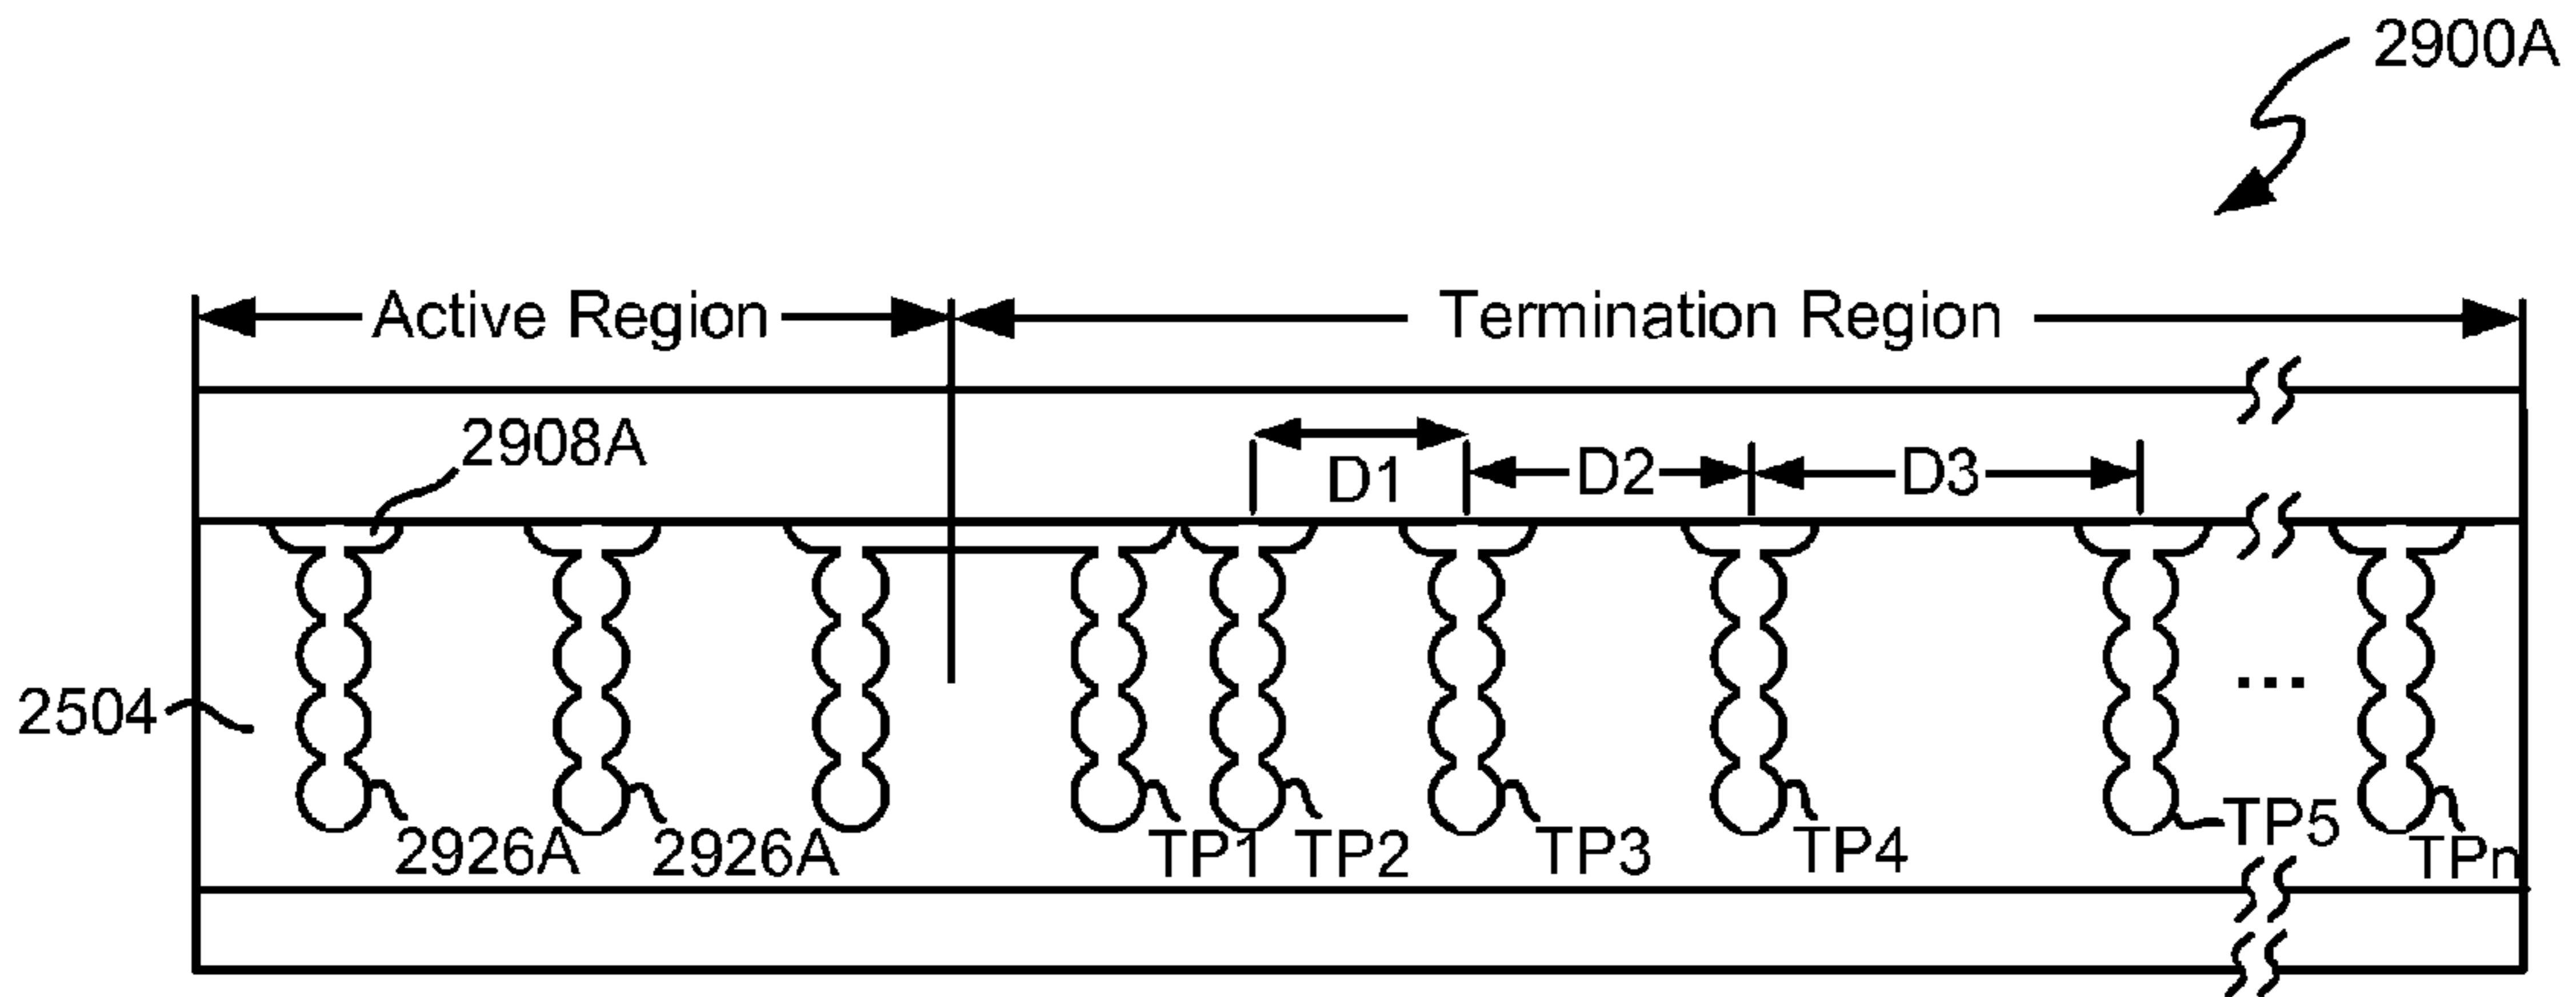 2900A
Active Region
Termination Region
2908A
D1
D2
D3
2504
2926A
2926A
TP1
TP2
TP3
TP4
TP5
...
TPn